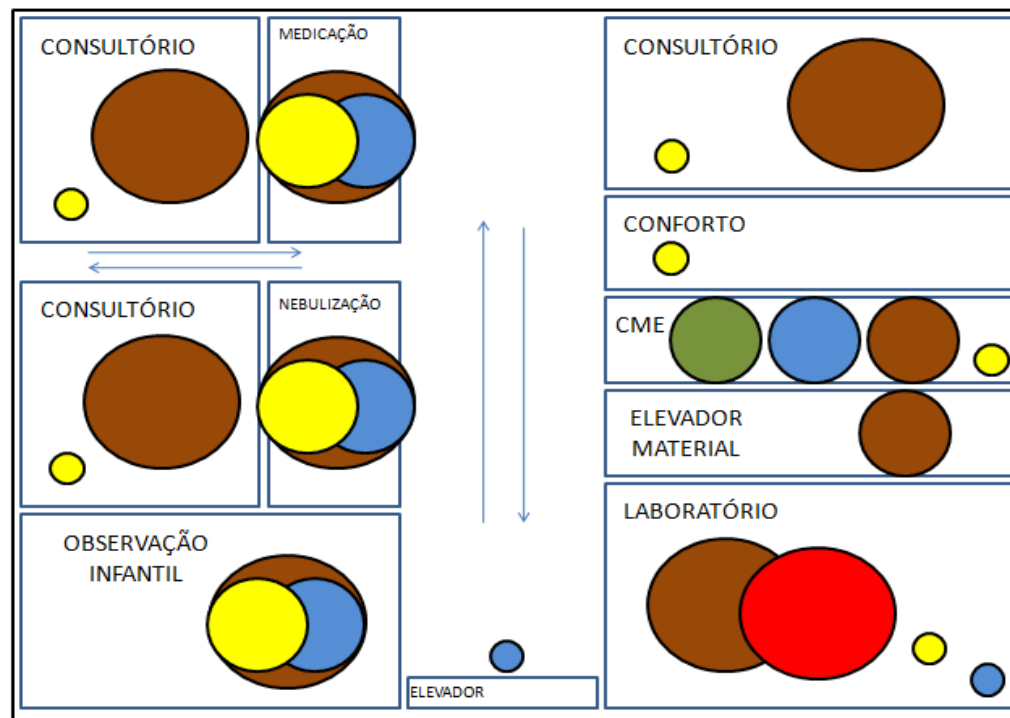 CONSULTÓRIO
MEDICAÇÃO
CONSULTÓRIO
CONFORTO
CONSULTÓRIO
NEBULIZAÇÃO
CME
ELEVADOR
MATERIAL
OBSERVAÇÃO
INFANTIL
LABORATÓRIO
ELEVADOR